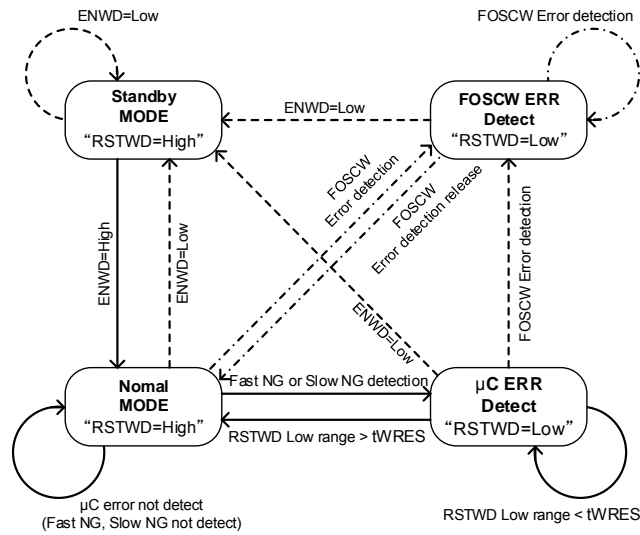 ENWD=Low
FOSCW Error detection
Standby
MODE
"RSTWD=High"
ENWD=Low
FOSCW ERR
Detect
"RSTWD=Low"
FOSCW
Error detection
FOSCW
Error detection release
ENWD=High
ENWD=Low
FOSCW Error detection
ENWD=Low
Nomal
MODE
"RSTWD=High"
Fast NG or Slow NG detection
RSTWD Low range > tWRES
μC ERR
Detect
"RSTWD=Low"
μC error not detect
(Fast NG, Slow NG not detect)
RSTWD Low range < tWRES